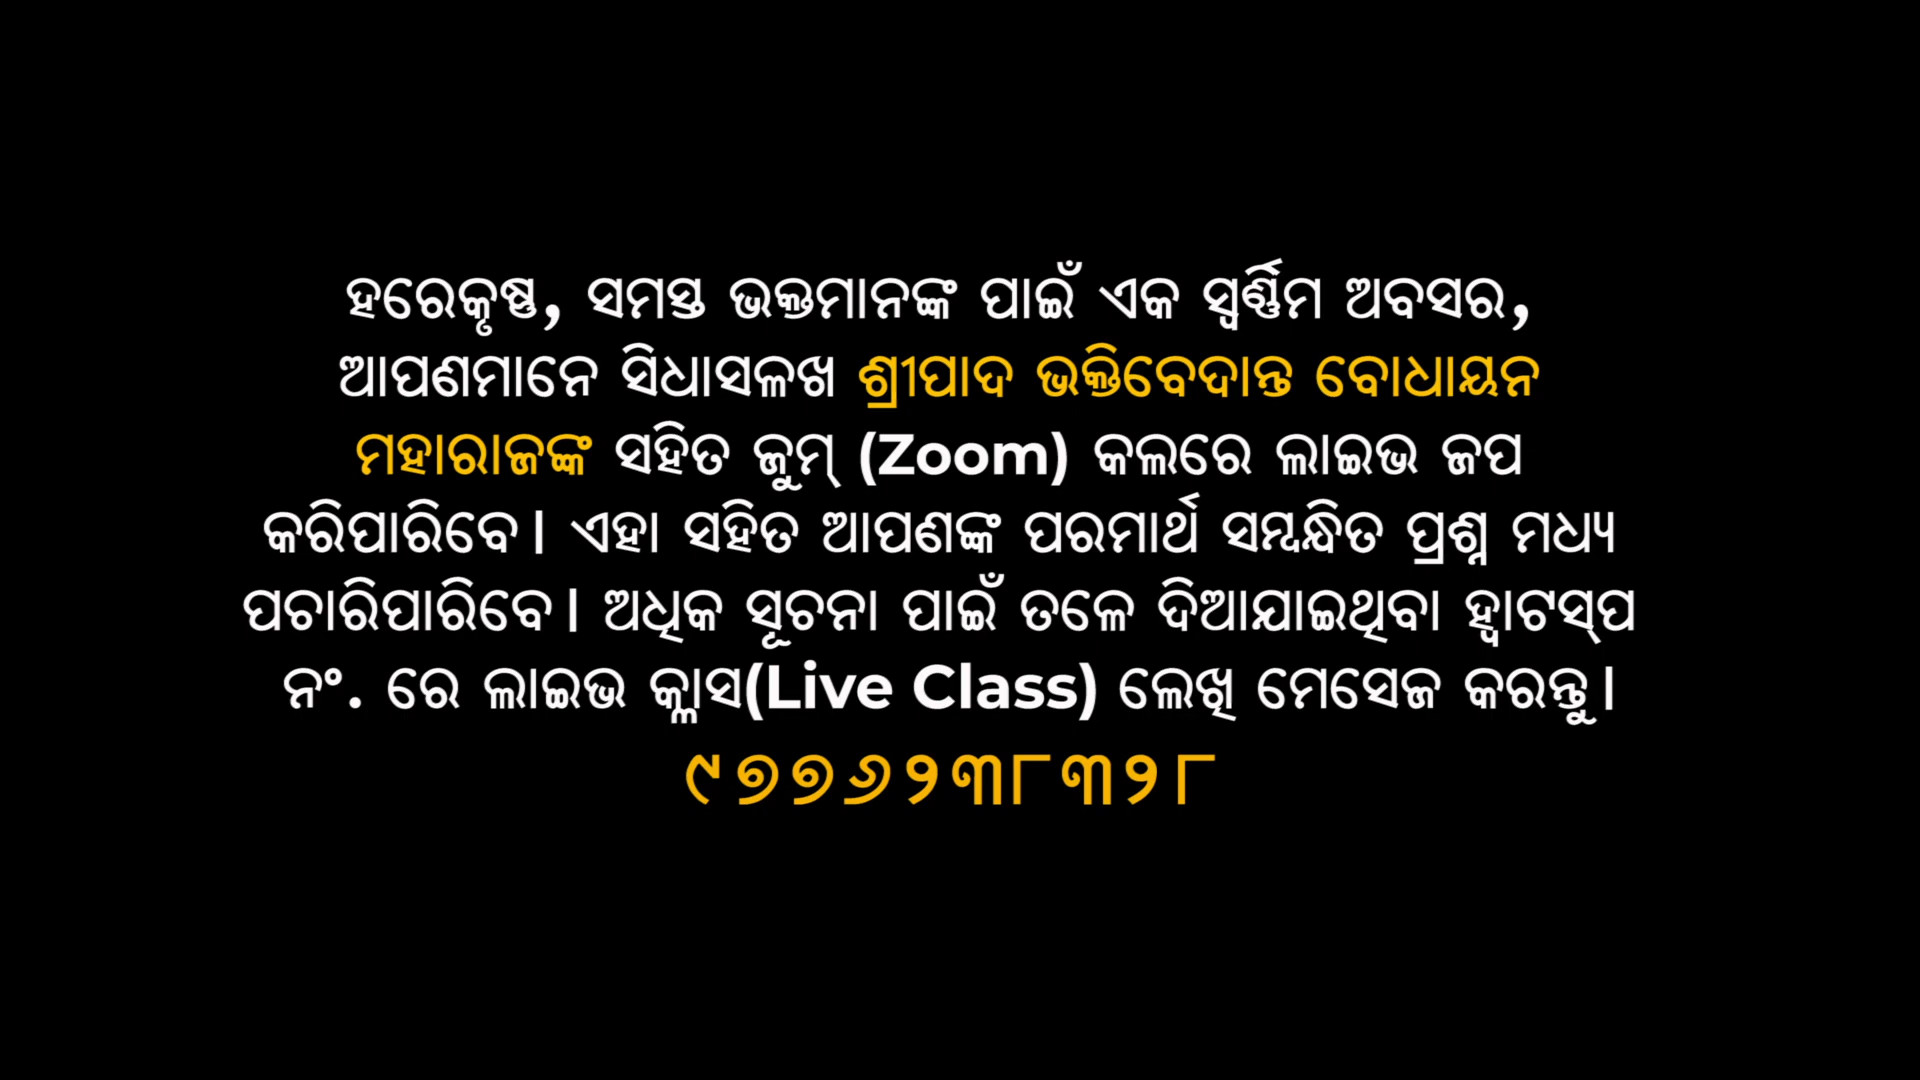 ହରେକୃଷ୍ଣ, ସମସ୍ତ ଭକ୍ତମାନଙ୍କ ପାଇଁ ଏକ ସ୍ୱର୍ଣ୍ଣିମ ଅବସର,
ଆପଣମାନେ ସିଧାସଳଖ ଶ୍ରୀପାଦ ଭକ୍ତିବେଦାନ୍ତ ବୋଧାୟନ
ମହାରାଜଙ୍କ ସହିତ ଜୁମ୍ (Zoom) କଲରେ ଲାଇଭ ଜପ
କରିପାରିବେ। ଏହା ସହିତ ଆପଣଙ୍କ ପରମାର୍ଥ ସମ୍ଵନ୍ଧିତ ପ୍ରଶ୍ନ ମଧ୍ୟ
ପଚାରିପାରିବେ। ଅଧିକ ସୂଚନା ପାଇଁ ତଳେ ଦିଆଯାଇଥିବା ହ୍ୱାଟସ୍‌ପ
ନଂ. ରେ ଲାଇଭ କ୍ଳାସ(Live Class) ଲେଖି ମେସେଜ କରନ୍ତୁ।
୯୭୭୬୨୩୮୩୨୮